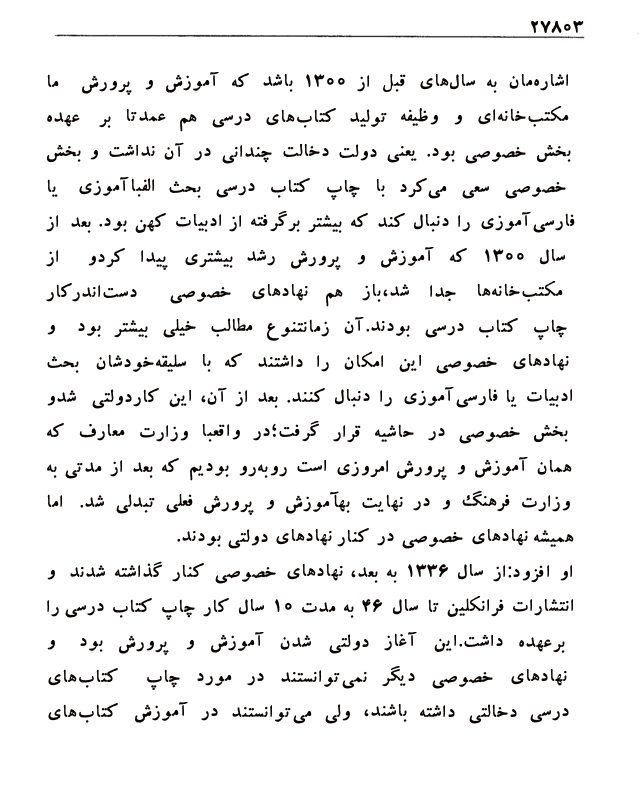 ۲۷۸۰۳
اشاره‌مان به سال‌های قبل از ۱۳۰۰ باشد که آموزش و پرورش ما
مکتب‌خانه‌ای و وظیفه تولید کتاب‌های درسی هم عمدتا بر عهده
بخش خصوصی بود. یعنی دولت دخالت چندانی در آن نداشت و بخش
خصوصی سعی می‌کرد با چاپ کتاب درسی بحث الفباآموزی یا
فارسی‌آموزی را دنبال کند که بیشتر برگرفته از ادبیات کهن بود. بعد از
سال ۱۳۰۰ که آموزش و پرورش رشد بیشتری پیدا کردو از
مکتب‌خانه‌ها جدا شد،باز هم نهادهای خصوصی دست‌اندرکار
چاپ کتاب درسی بودند.آن زمانتنوع مطالب خیلی بیشتر بود و
نهادهای خصوصی این امکان را داشتند که با سلیقه‌خودشان بحث
ادبیات یا فارسی‌آموزی را دنبال کنند. بعد از آن، این کاردولتی شدو
بخش خصوصی در حاشیه قرار گرفت؛در واقعبا وزارت معارف که
همان آموزش و پرورش امروزی است روبه‌رو بودیم که بعد از مدتی به
وزارت فرهنگ و در نهایت بهآموزش و پرورش فعلی تبدلی شد. اما
همیشه نهادهای خصوصی در کنار نهادهای دولتی بودند.
او افزود:از سال ۱۳۳۶ به بعد، نهادهای خصوصی کنار گذاشته شدند و
انتشارات فرانکلین تا سال ۴۶ به مدت ۱۰ سال کار چاپ کتاب درسی را
برعهده داشت.این آغاز دولتی شدن آموزش و پرورش بود و
نهادهای خصوصی دیگر نمی‌توانستند در مورد چاپ کتاب‌های
درسی دخالتی داشته باشند، ولی می‌توانستند در آموزش کتاب‌های